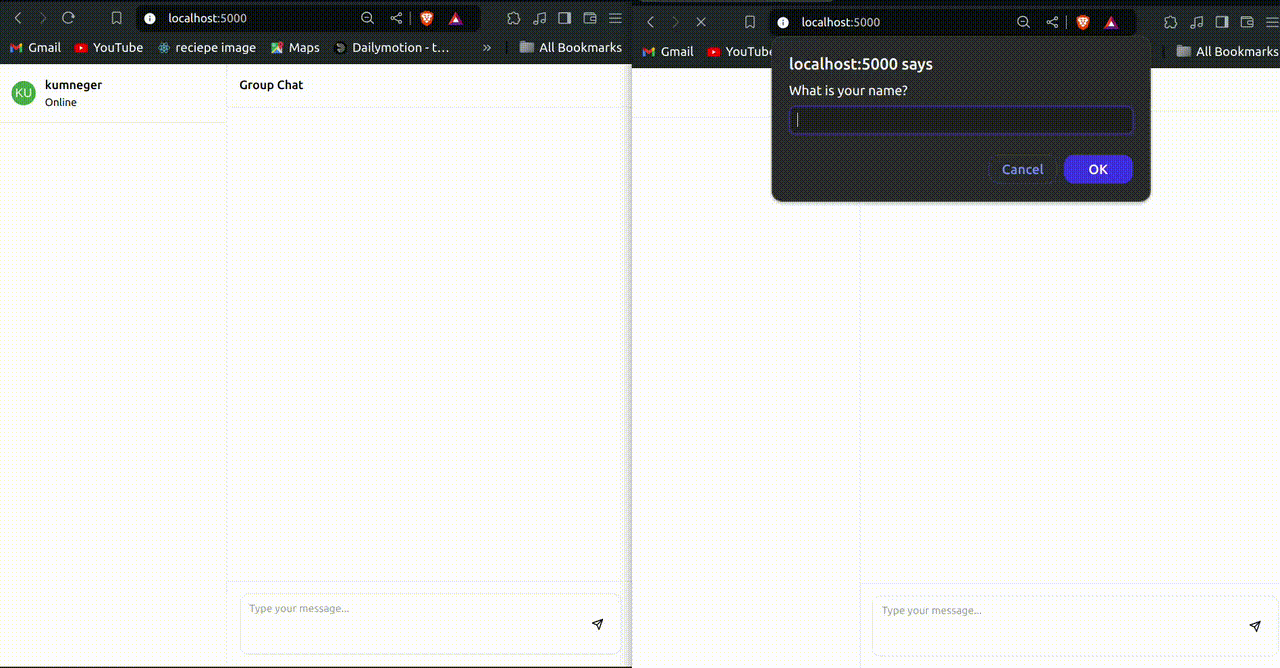 localhost:5000
Gmail YouTube reciepe image Maps Dailymotion - t... » All Bookmarks
KU kumneger
Online
Group Chat
Type your message...
localhost:5000
Gmail YouTube All Bookmarks
localhost:5000 says
What is your name?
Cancel OK
Type your message...